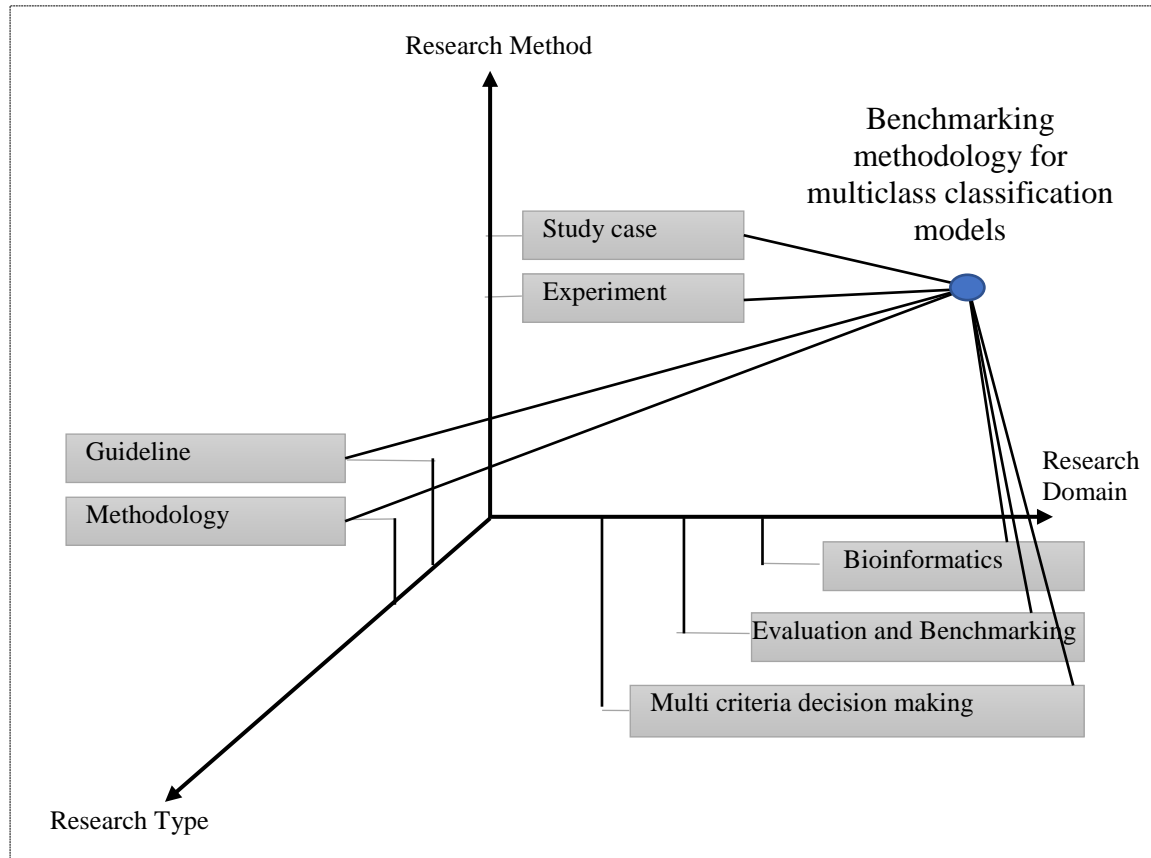 Research Method
Benchmarking
methodology for
multiclass classification
models
Study case
Experiment
Guideline
Methodology
Research
Domain
Bioinformatics
Evaluation and Benchmarking
Multi criteria decision making
Research Type